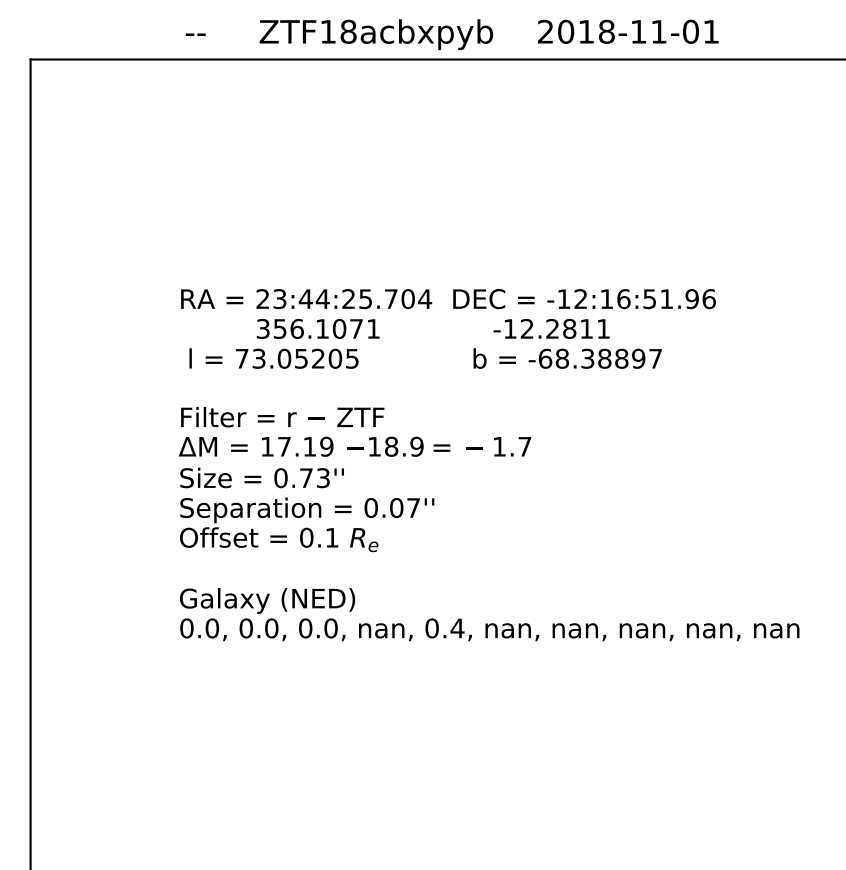 -- ZTF18acbxpyb 2018-11-01
RA = 23:44:25.704 DEC = -12:16:51.96
356.1071 -12.2811
l = 73.05205 b = -68.38897
Filter = r − ZTF
ΔM = 17.19 −18.9 = − 1.7
Size = 0.73''
Separation = 0.07''
Offset = 0.1 Rₑ
Galaxy (NED)
0.0, 0.0, 0.0, nan, 0.4, nan, nan, nan, nan, nan